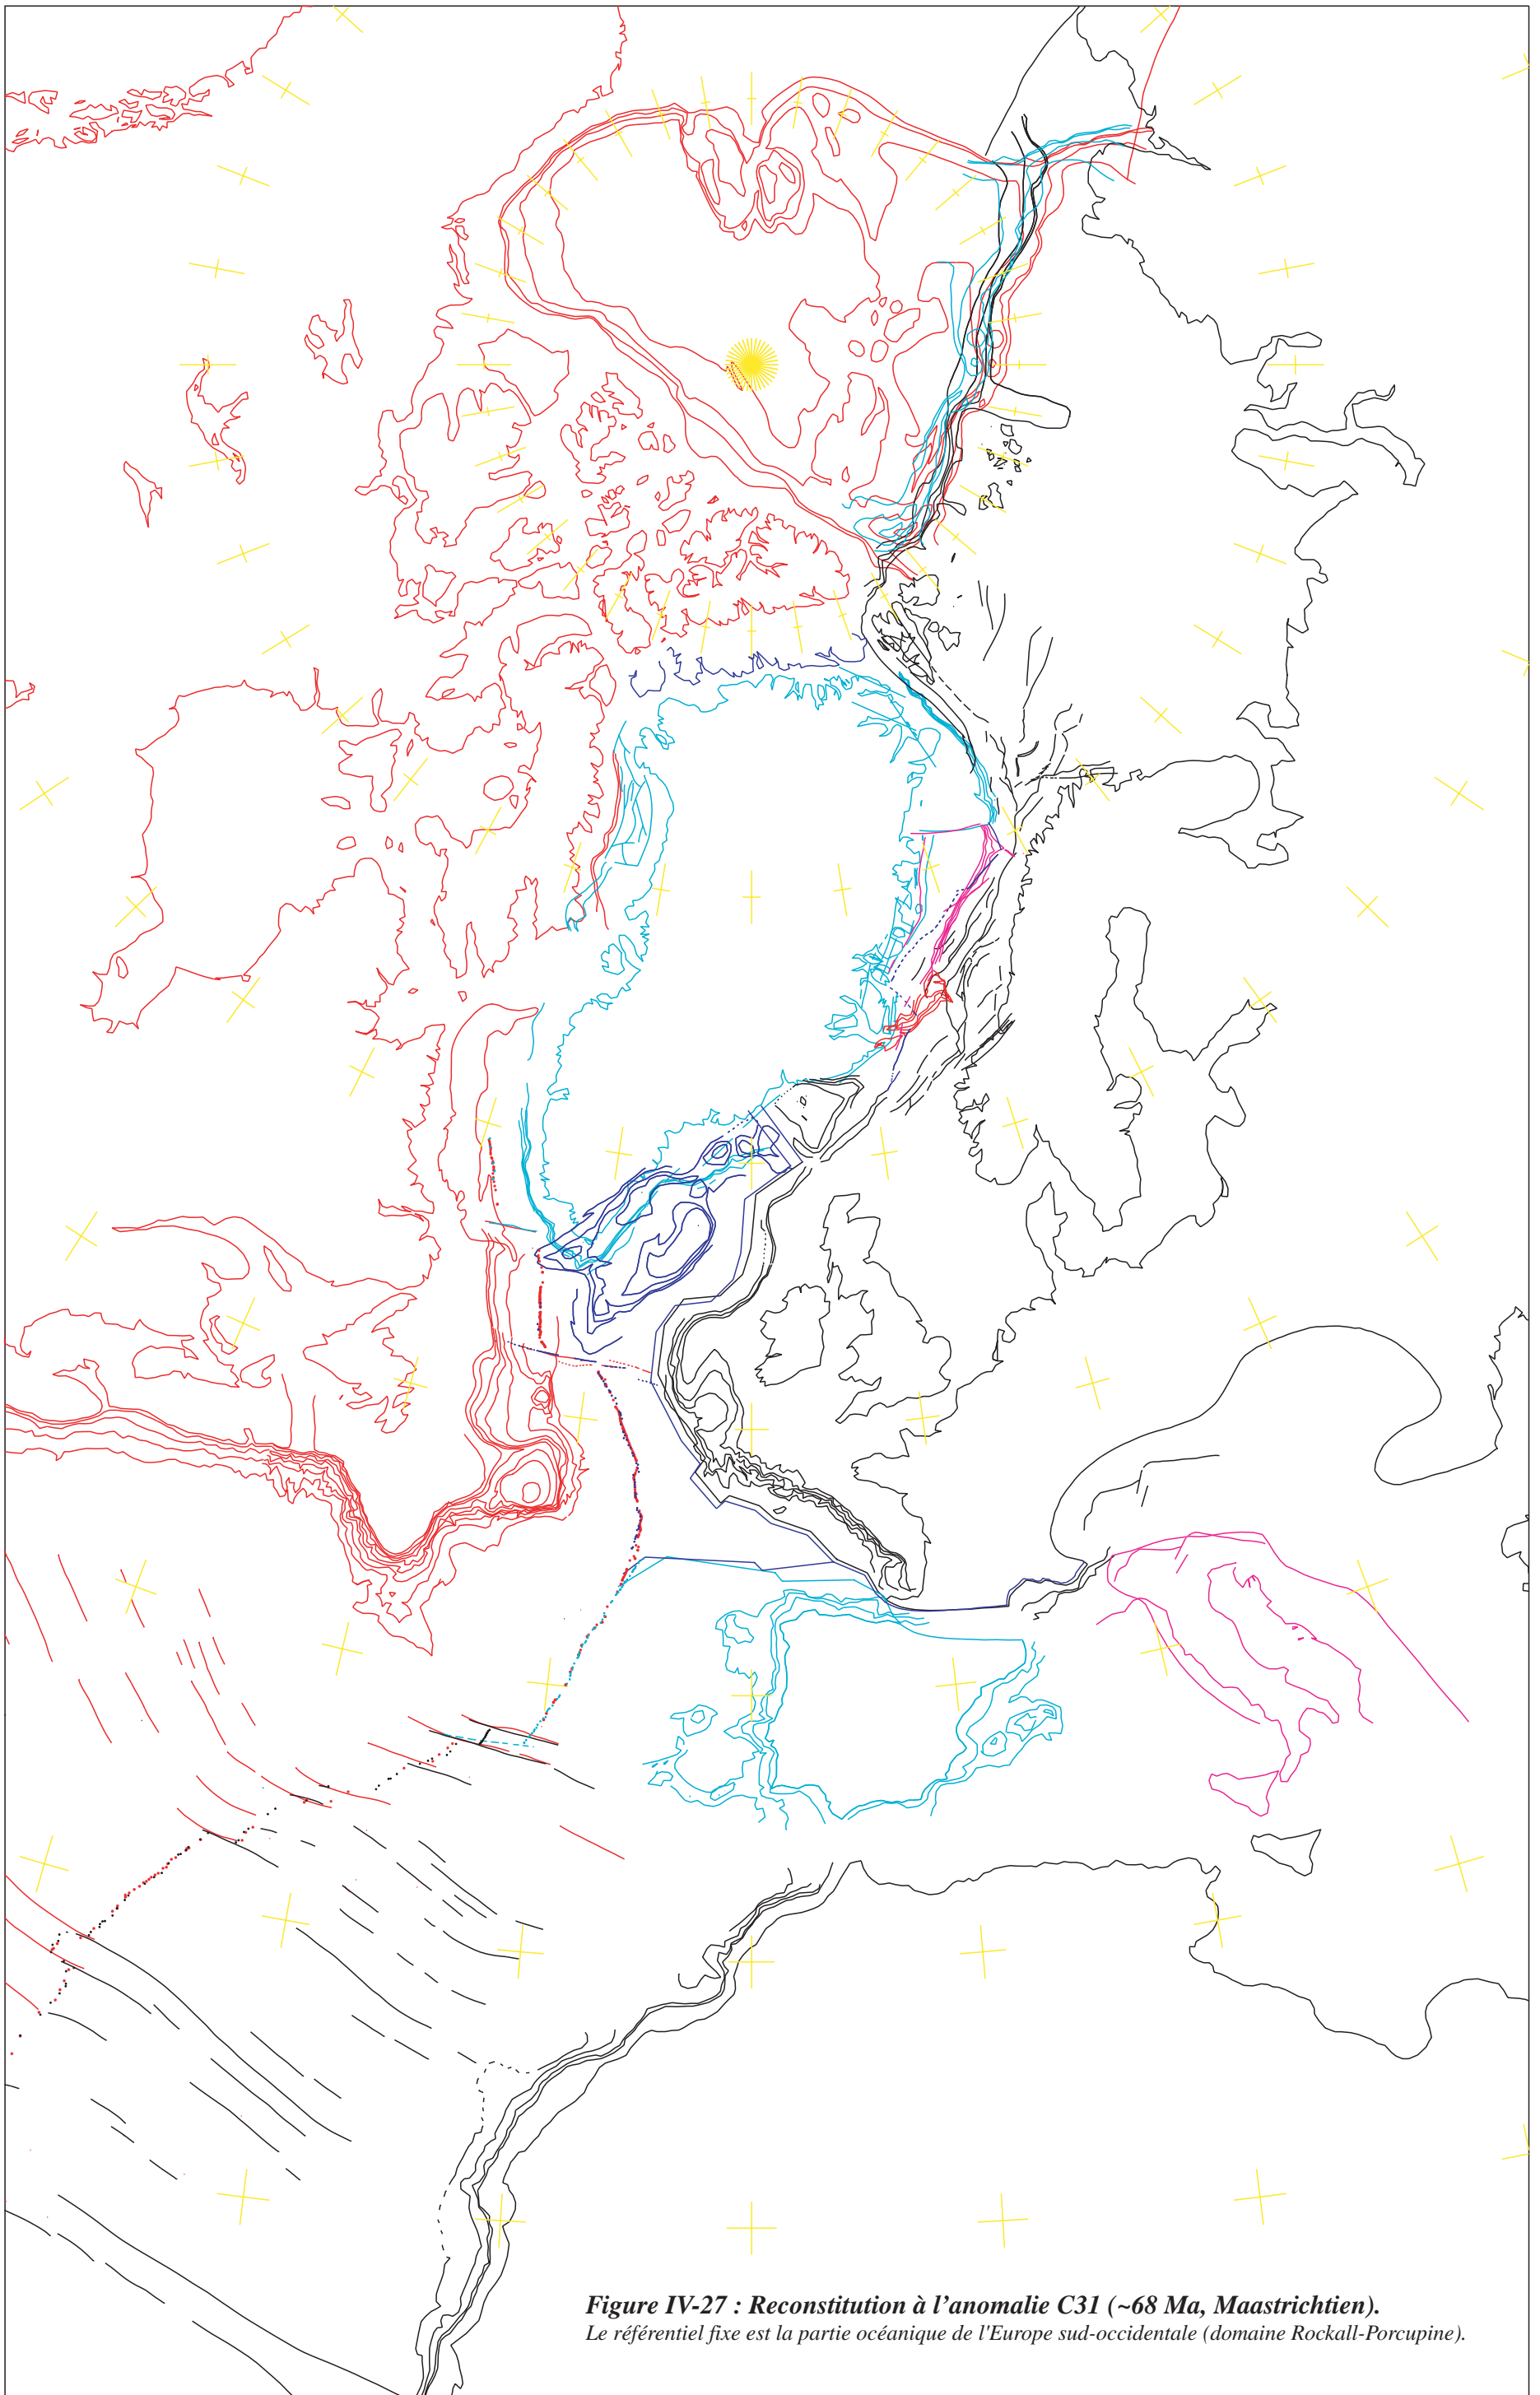 Figure IV-27 : Reconstitution à l’anomalie C31 (~68 Ma, Maastrichtien).
Le référentiel fixe est la partie océanique de l'Europe sud-occidentale (domaine Rockall-Porcupine).